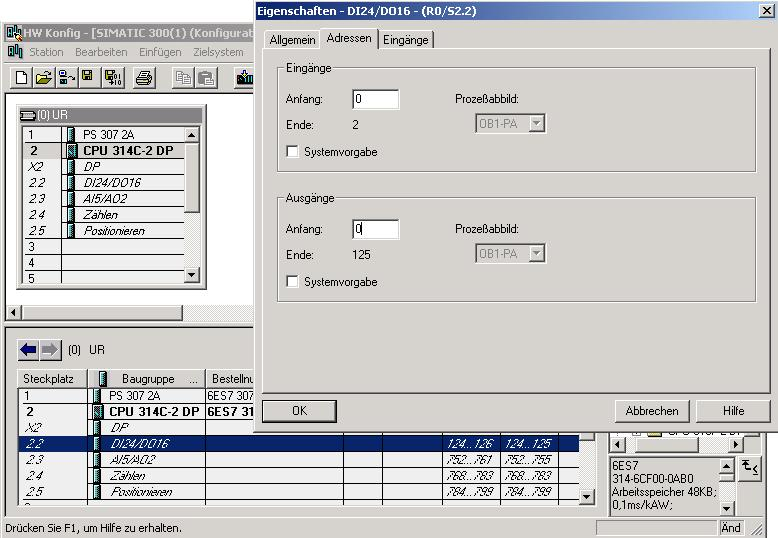 Eigenschaften - DI24/DO16 - (R0/S2.2)
HW Konfig - [SIMATIC 300(1) (Konfigurat
Station Bearbeiten Einfügen Zielsystem
Allgemein Adressen Eingänge
Eingänge
Anfang: 0 Prozeßabbild:
Ende: 2 OB1-PA
Systemvorgabe
Ausgänge
Anfang: 0 Prozeßabbild:
Ende: 125 OB1-PA
Systemvorgabe
OK Abbrechen Hilfe
(0) UR
1 PS 307 2A
2 CPU 314C-2 DP
X2 DP
2.2 DI24/DO16
2.3 AI5/AO2
2.4 Zählen
2.5 Positionieren
3
4
5
(0) UR
Steckplatz Baugruppe ... Bestellnu
1 PS 307 2A 6ES7 307
2 CPU 314C-2 DP 6ES7 31
X2 DP
2.2 DI24/DO16 124...126 124...125
2.3 AI5/AO2 752...761 752...755
2.4 Zählen 768...783 768...783
2.5 Positionieren 784...799 784...799
6ES7
314-6CF00-0AB0
Arbeitsspeicher 48KB;
0,1ms/kAW;
Drücken Sie F1, um Hilfe zu erhalten. Änd